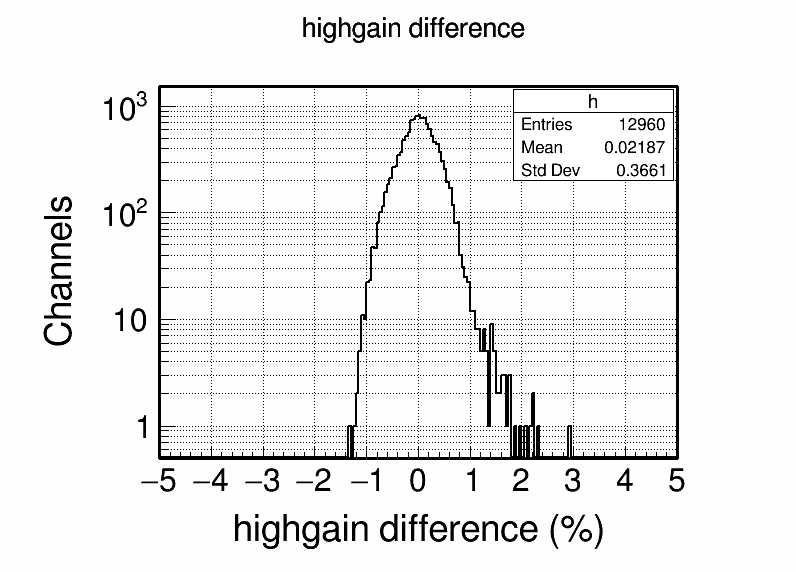 highgain difference
h
Entries 12960
Mean 0.02187
Std Dev 0.3661
10³
10²
10
1
Channels
−5 −4 −3 −2 −1 0 1 2 3 4 5
highgain difference (%)